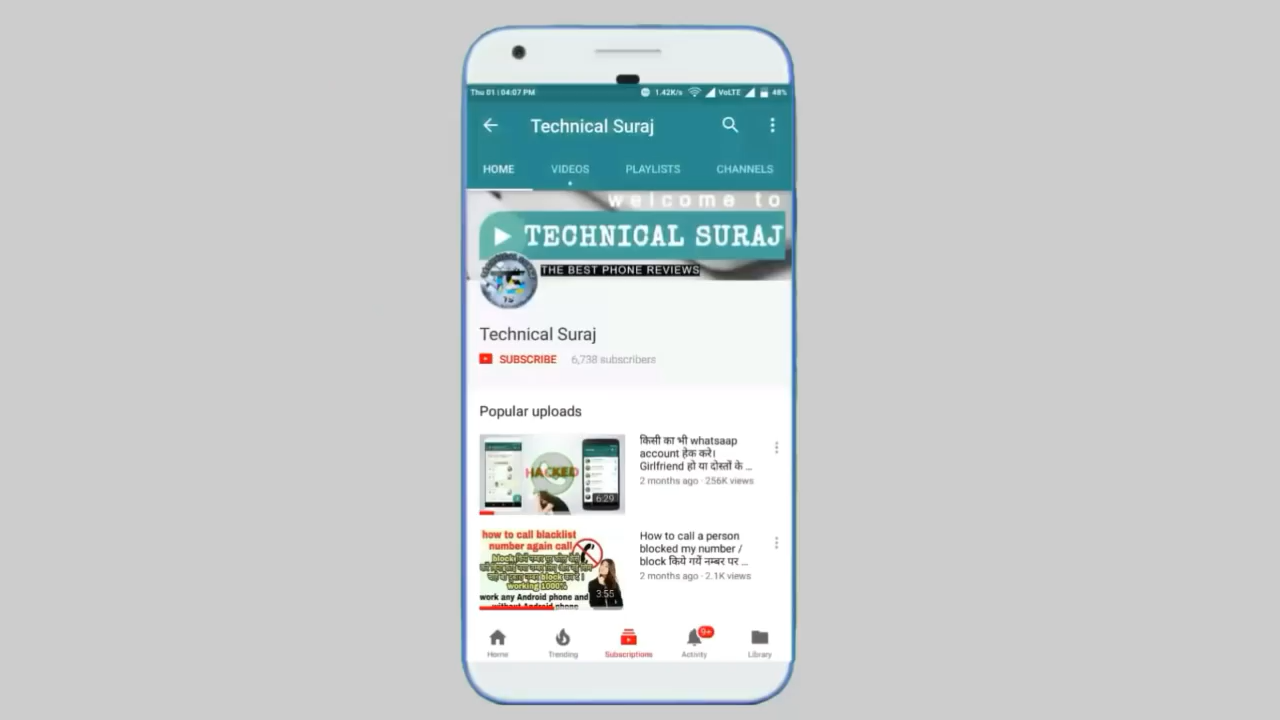 Thu 01 | 04:07 PM 1.42K/s VoLTE 48%
Technical Suraj
HOME VIDEOS PLAYLISTS CHANNELS
welcome to
TECHNICAL SURAJ
THE BEST PHONE REVIEWS
Technical Suraj
SUBSCRIBE 6,738 subscribers
Popular uploads
HACKED
6:29
किसी का भी whatsaap
account हेक करे।
Girlfriend हो या दोस्तों के ...
2 months ago · 256K views
how to call blacklist
number again call
working 1000%
work any Android phone and
without Android phone
3:55
How to call a person
blocked my number /
block किये गयें नम्बर पर ...
2 months ago · 2.1K views
9+
Home Trending Subscriptions Activity Library